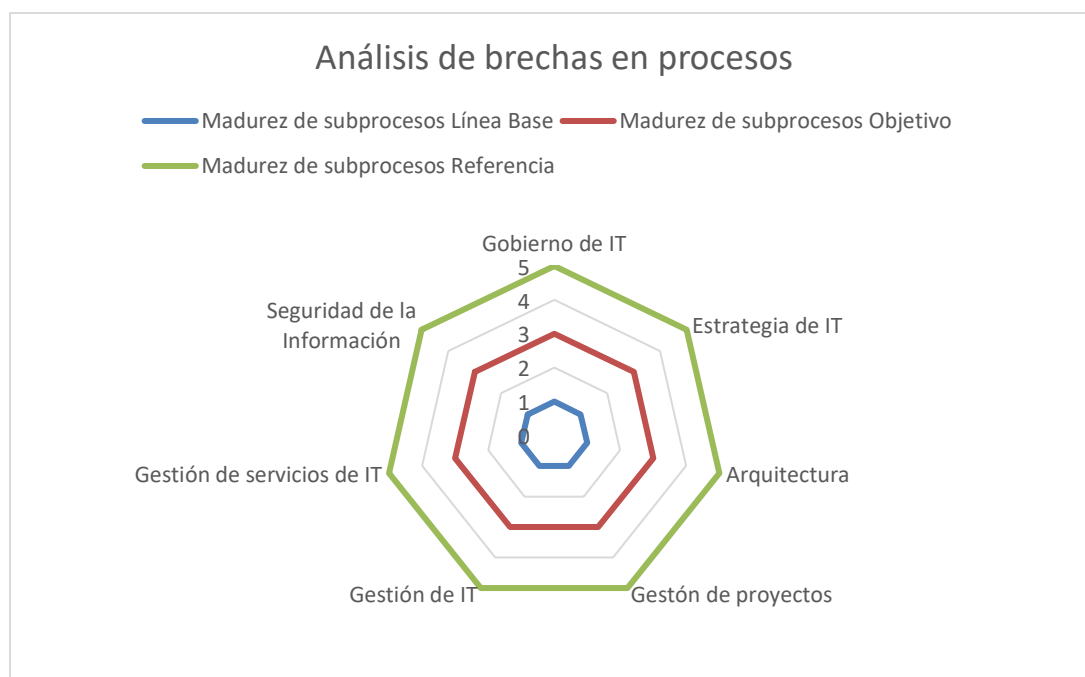 Análisis de brechas en procesos
Madurez de subprocesos Línea Base
Madurez de subprocesos Objetivo
Madurez de subprocesos Referencia
Gobierno de IT
5
4
3
2
1
0
Estrategia de IT
Arquitectura
Gestón de proyectos
Gestión de IT
Gestión de servicios de IT
Seguridad de la
Información